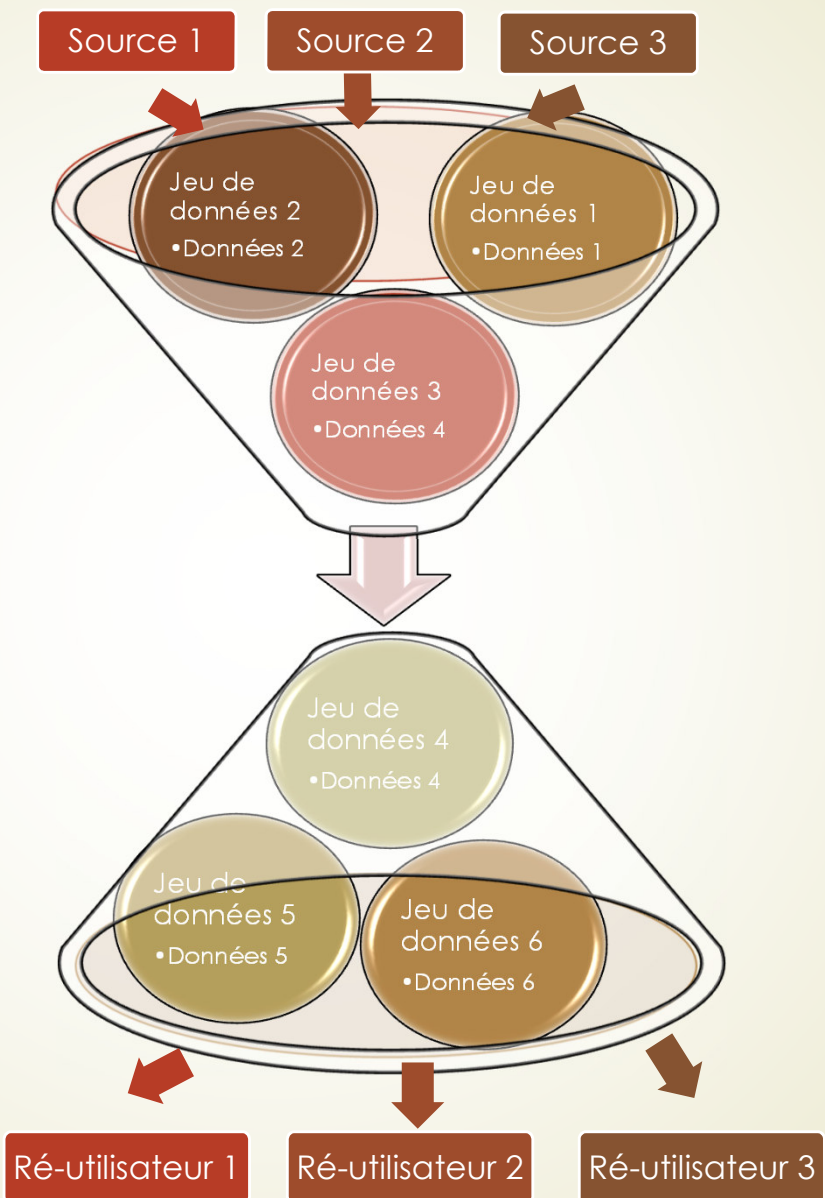 Source 1
Source 2
Source 3
Jeu de
données 2
•Données 2
Jeu de
données 1
•Données 1
Jeu de
données 3
•Données 4
Jeu de
données 4
•Données 4
Jeu de
données 5
•Données 5
Jeu de
données 6
•Données 6
Ré-utilisateur 1
Ré-utilisateur 2
Ré-utilisateur 3